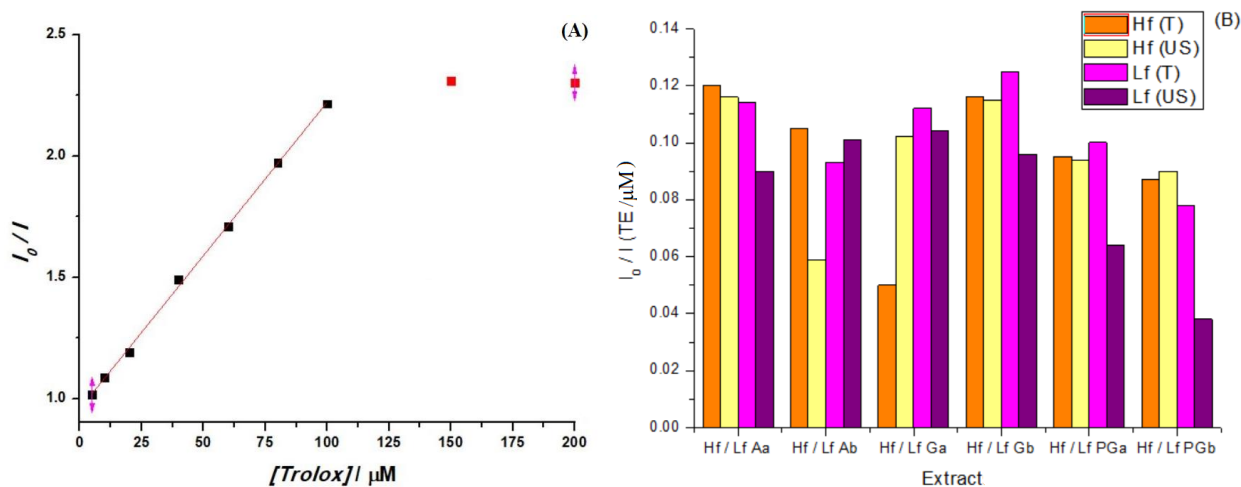 (A)
2.5
2.0
1.5
1.0
I₀ / I
0 25 50 75 100 125 150 175 200
[Trolox] / μM
(B)
Hf (T)
Hf (US)
Lf (T)
Lf (US)
0.14
0.12
0.10
0.08
0.06
0.04
0.02
0.00
I₀ / I (TE /μM)
Hf / Lf Aa Hf / Lf Ab Hf / Lf Ga Hf / Lf Gb Hf / Lf PGa Hf / Lf PGb
Extract